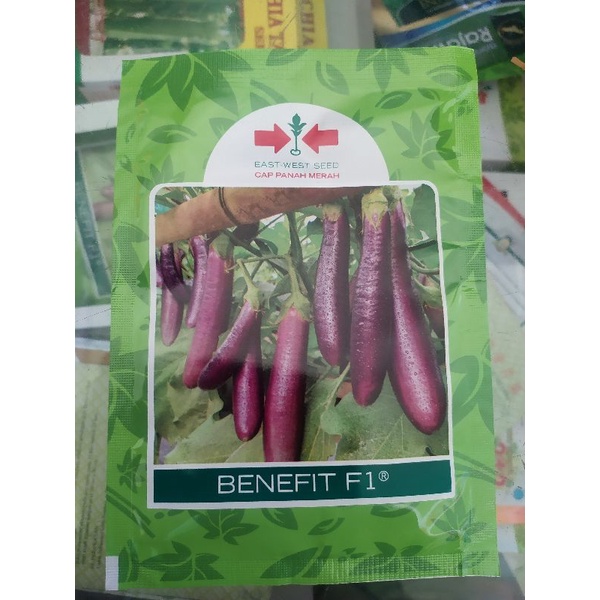 EAST-WEST SEED
CAP PANAH MERAH
BENEFIT F1®